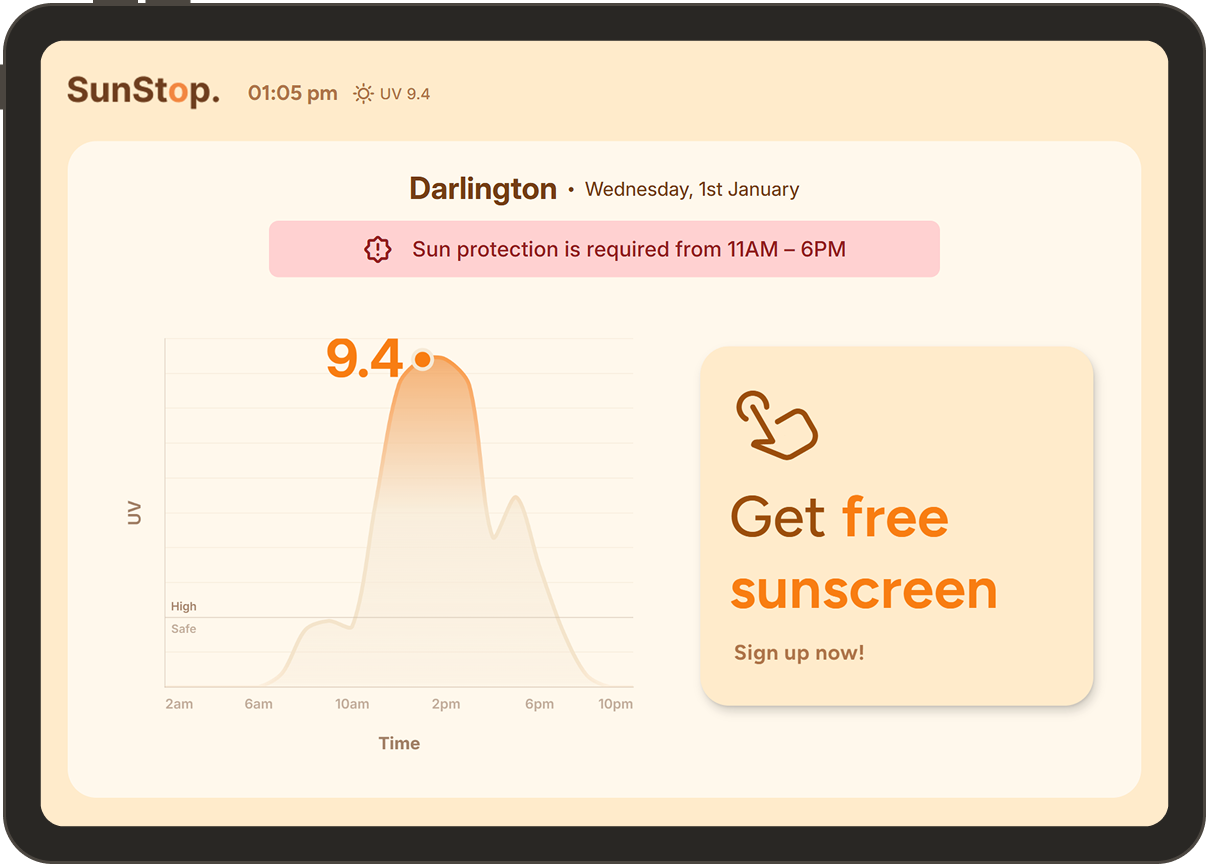 SunStop. 01:05 pm UV 9.4
Darlington • Wednesday, 1st January
Sun protection is required from 11AM – 6PM
9.4
UV
High
Safe
2am 6am 10am 2pm 6pm 10pm
Time
Get free
sunscreen
Sign up now!